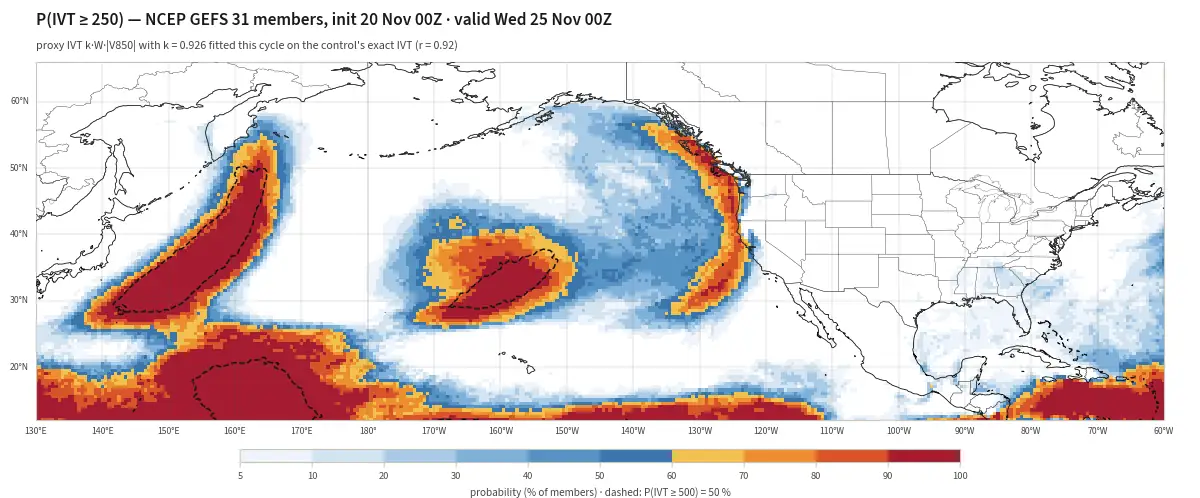 P(IVT ≥ 250) — NCEP GEFS 31 members, init 20 Nov 00Z · valid Wed 25 Nov 00Z
proxy IVT k·W·|V850| with k = 0.926 fitted this cycle on the control's exact IVT (r = 0.92)
60°N
50°N
40°N
30°N
20°N
130°E 140°E 150°E 160°E 170°E 180° 170°W 160°W 150°W 140°W 130°W 120°W 110°W 100°W 90°W 80°W 70°W 60°W
5 10 20 30 40 50 60 70 80 90 100
probability (% of members) · dashed: P(IVT ≥ 500) = 50 %